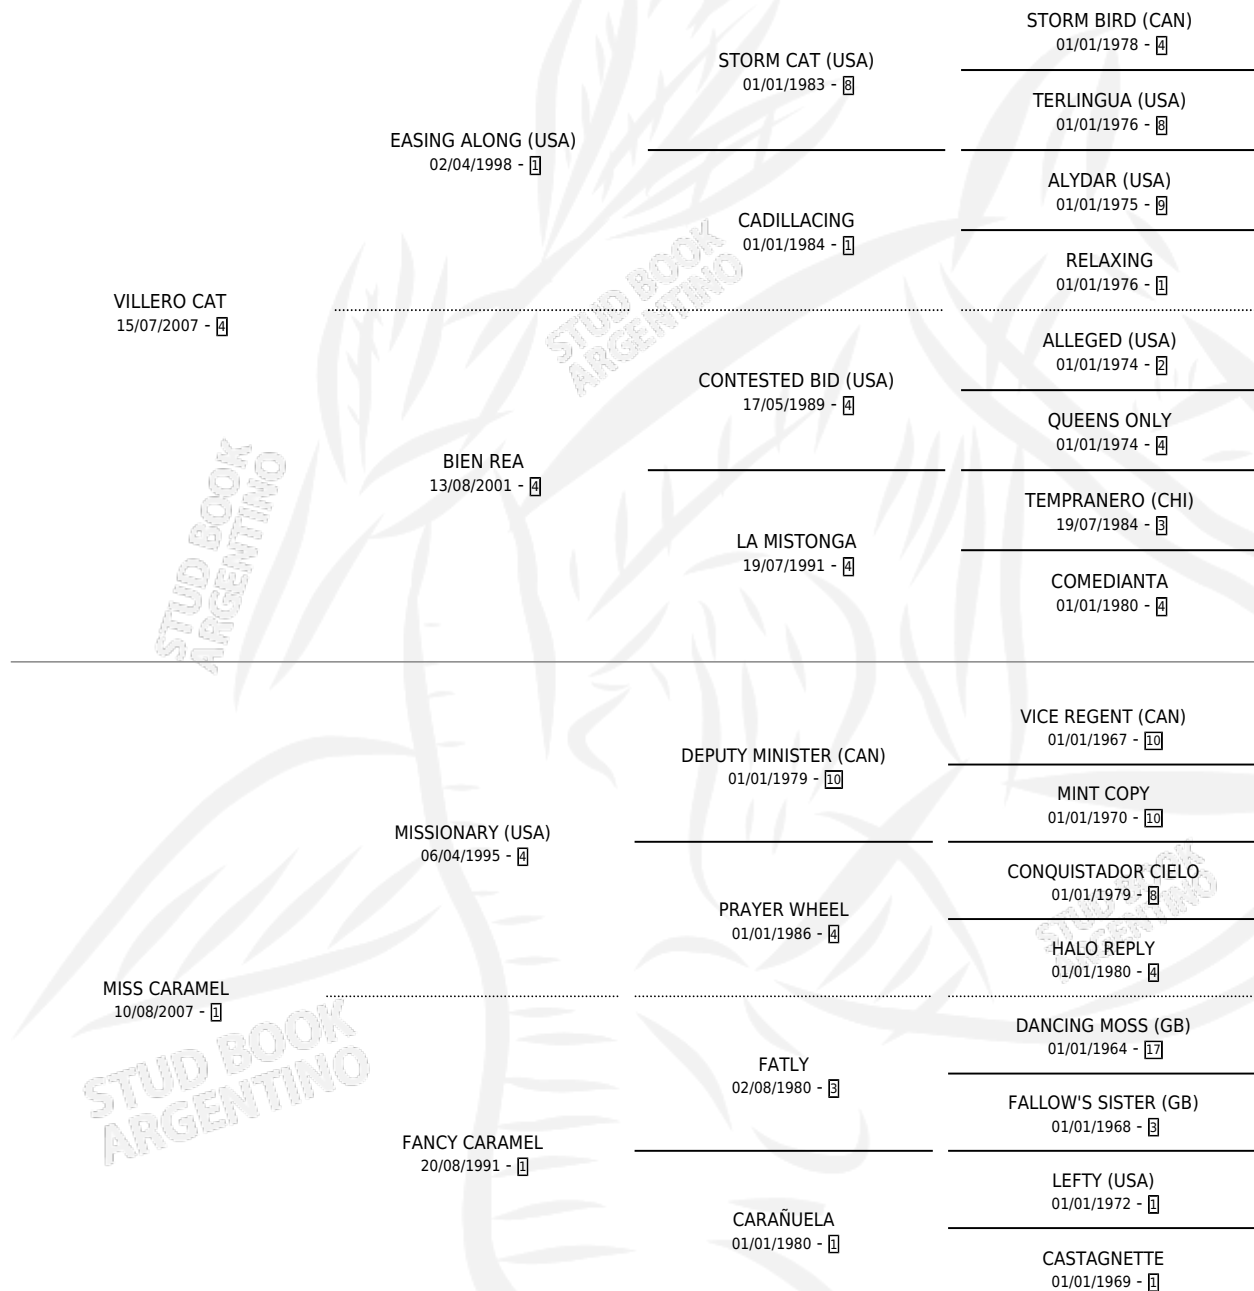 STORM BIRD (CAN)
01/01/1978 - 4
STORM CAT (USA)
01/01/1983 - 8
TERLINGUA (USA)
01/01/1976 - 8
EASING ALONG (USA)
02/04/1998 - 1
ALYDAR (USA)
01/01/1975 - 9
CADILLACING
01/01/1984 - 1
RELAXING
01/01/1976 - 1
VILLERO CAT
15/07/2007 - 4
ALLEGED (USA)
01/01/1974 - 2
CONTESTED BID (USA)
17/05/1989 - 4
QUEENS ONLY
01/01/1974 - 4
BIEN REA
13/08/2001 - 4
TEMPRANERO (CHI)
19/07/1984 - 3
LA MISTONGA
19/07/1991 - 4
COMEDIANTA
01/01/1980 - 4
VICE REGENT (CAN)
01/01/1967 - 10
DEPUTY MINISTER (CAN)
01/01/1979 - 10
MINT COPY
01/01/1970 - 10
MISSIONARY (USA)
06/04/1995 - 4
CONQUISTADOR CIELO
01/01/1979 - 8
PRAYER WHEEL
01/01/1986 - 4
HALO REPLY
01/01/1980 - 4
MISS CARAMEL
10/08/2007 - 1
DANCING MOSS (GB)
01/01/1964 - 17
FATLY
02/08/1980 - 3
FALLOW'S SISTER (GB)
01/01/1968 - 3
FANCY CARAMEL
20/08/1991 - 1
LEFTY (USA)
01/01/1972 - 1
CARAÑUELA
01/01/1980 - 1
CASTAGNETTE
01/01/1969 - 1
STUD BOOK
ARGENTINO
STUD BOOK
ARGENTINO
STUD BOOK
ARGENTINO
STUD BOOK
ARGENTINO